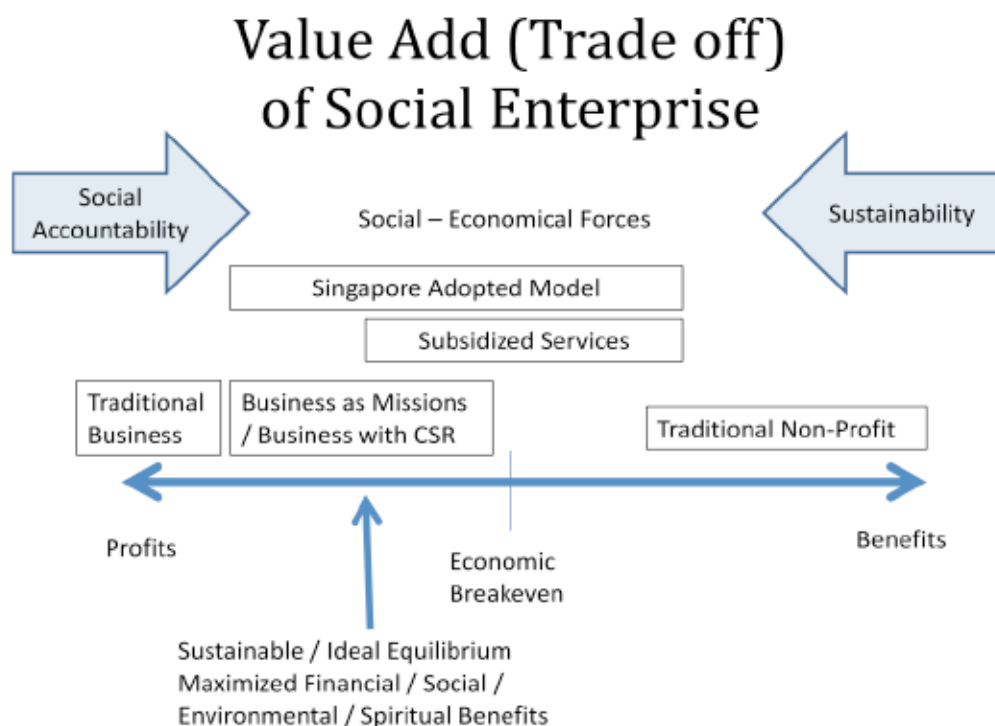 Value Add (Trade off)
of Social Enterprise
Social
Accountability
Social – Economical Forces
Sustainability
Singapore Adopted Model
Subsidized Services
Traditional
Business
Business as Missions
/ Business with CSR
Traditional Non-Profit
Profits
Economic
Breakeven
Benefits
Sustainable / Ideal Equilibrium
Maximized Financial / Social /
Environmental / Spiritual Benefits